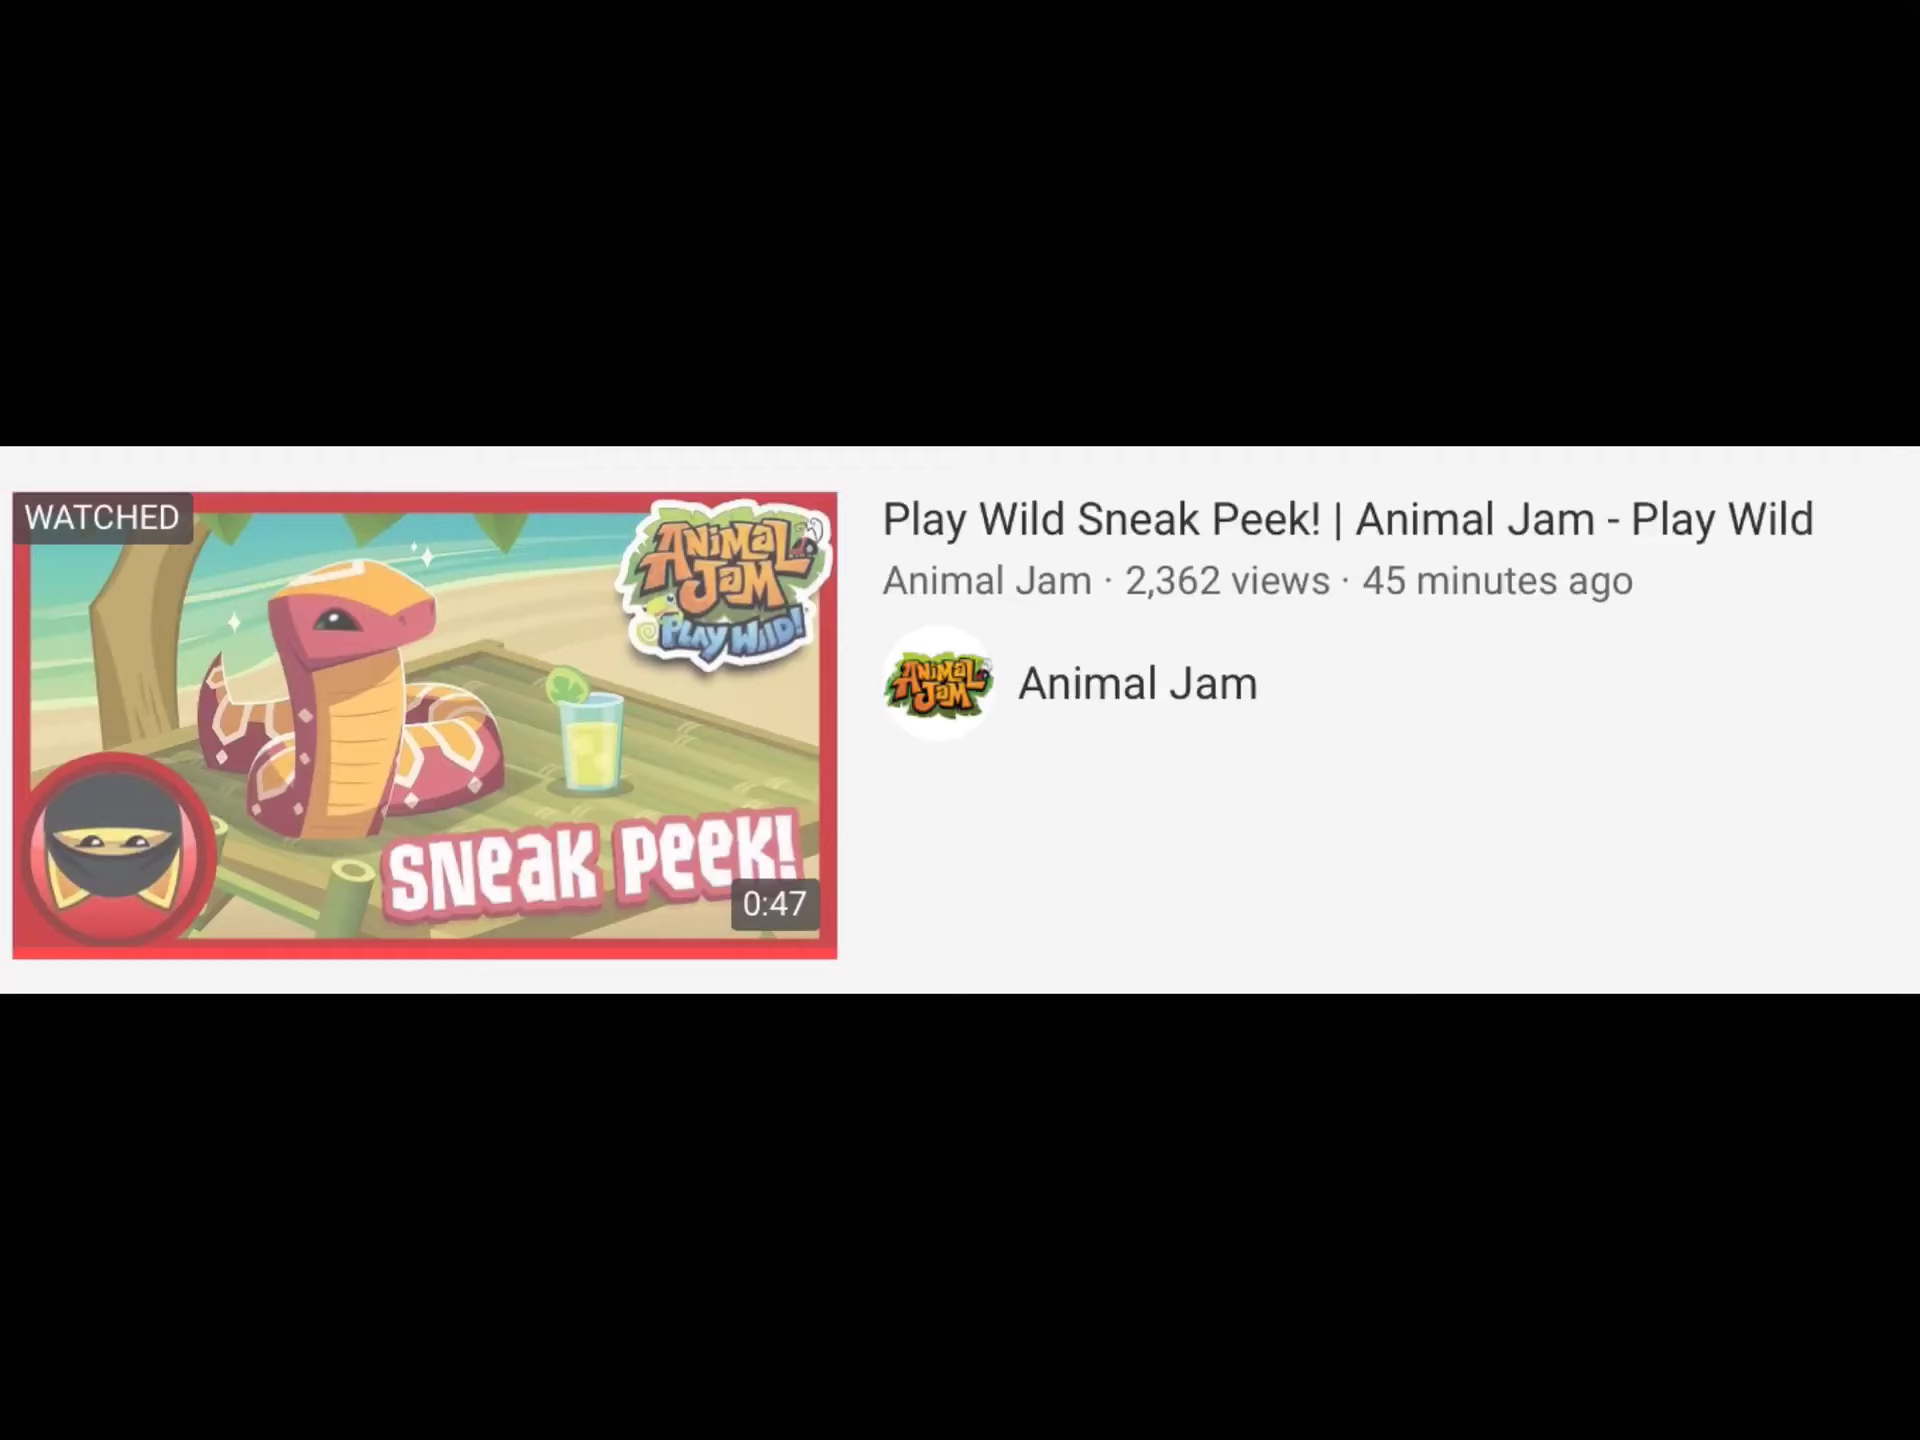 WATCHED
ANIMAL
JAM
PLAY WILD!
SNEAK PEEK!
0:47
Play Wild Sneak Peek! | Animal Jam - Play Wild
Animal Jam · 2,362 views · 45 minutes ago
ANIMAL
JAM
Animal Jam